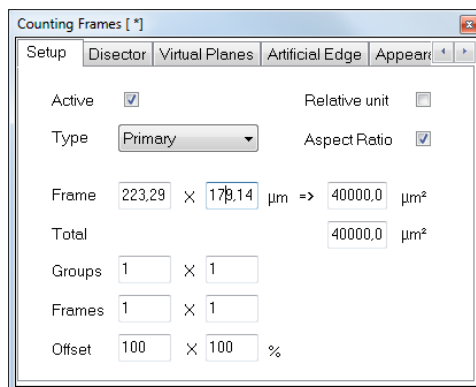 Counting Frames [ *]
Setup Disector Virtual Planes Artificial Edge
Active Relative unit
Type Primary Aspect Ratio
Frame 223,29 X 179,14 µm => 40000,0 µm²
Total 40000,0 µm²
Groups 1 X 1
Frames 1 X 1
Offset 100 X 100 %